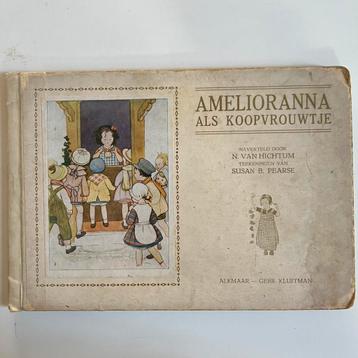 AMELIORANNA
ALS KOOPVROUWTJE
NAVERTELD DOOR
N. VAN HICHTUM
TEEKENINGEN VAN
SUSAN B. PEARSE
ALKMAAR — GEBR. KLUITMAN